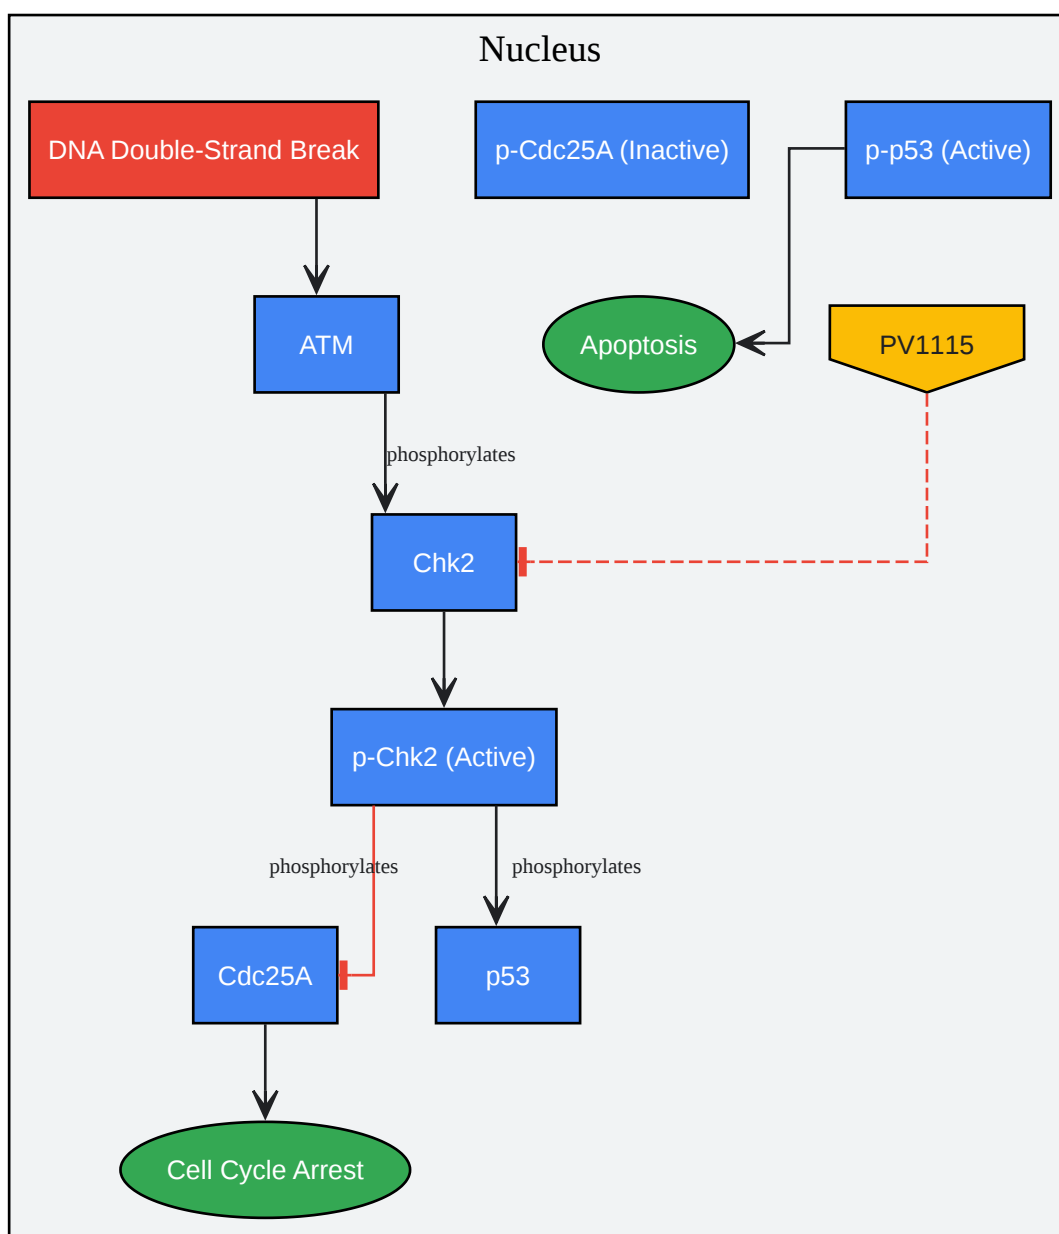 Nucleus
DNA Double-Strand Break
p-Cdc25A (Inactive)
p-p53 (Active)
ATM
Apoptosis
PV1115
phosphorylates
Chk2
p-Chk2 (Active)
phosphorylates
phosphorylates
Cdc25A
p53
Cell Cycle Arrest